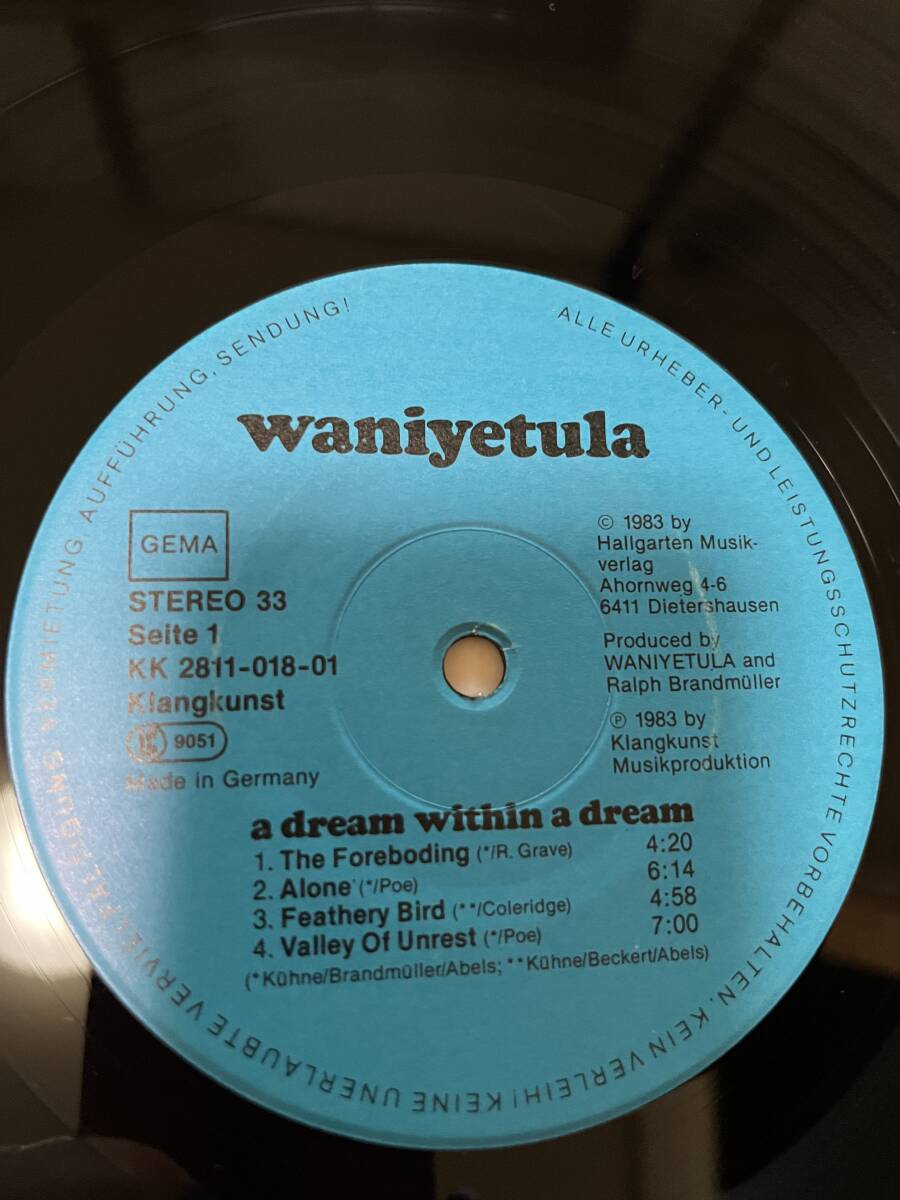 waniyetula
GEMA
STEREO 33
Seite 1
KK 2811-018-01
Klangkunst
LC 9051
Made in Germany
© 1983 by
Hallgarten Musik-
verlag
Ahornweg 4-6
6411 Dietershausen
Produced by
WANIYETULA and
Ralph Brandmüller
℗ 1983 by
Klangkunst
Musikproduktion
a dream within a dream
1. The Foreboding (*/R. Grave) 4:20
2. Alone (*/Poe) 6:14
3. Feathery Bird (**/Coleridge) 4:58
4. Valley Of Unrest (*/Poe) 7:00
(*Kühne/Brandmüller/Abels; **Kühne/Beckert/Abels)
ALLE URHEBER- UND LEISTUNGSSCHUTZRECHTE VORBEHALTEN. KEIN VERLEIH! KEINE UNERLAUBTE VERVIELFÄLTIGUNG, VERMIETUNG, AUFFÜHRUNG, SENDUNG!